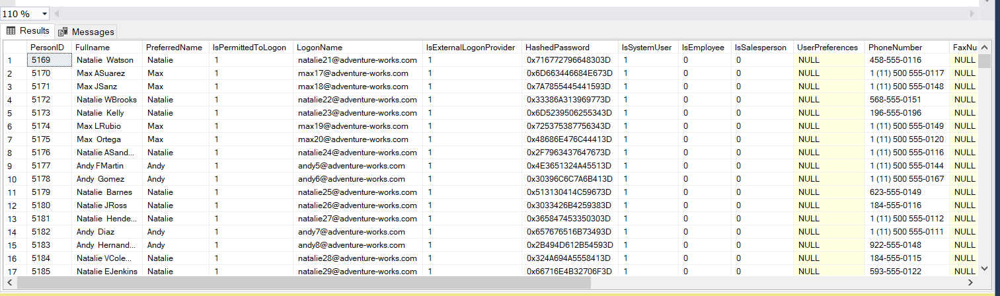 110 %
Results Messages
PersonID Fullname PreferredName IsPermittedToLogon LogonName IsExternalLogonProvider HashedPassword IsSystemUser IsEmployee IsSalesperson UserPreferences PhoneNumber FaxNu
1 5169 Natalie  Watson Natalie 1 natalie21@adventure-works.com 1 0x716772796648303D 1 0 0 NULL 458-555-0116 NULL
2 5170 Max ASuarez Max 1 max17@adventure-works.com 1 0x6D663446684E673D 1 0 0 NULL 1 (11) 500 555-0117 NULL
3 5171 Max JSanz Max 1 max18@adventure-works.com 1 0x7A7855445441593D 1 0 0 NULL 1 (11) 500 555-0148 NULL
4 5172 Natalie WBrooks Natalie 1 natalie22@adventure-works.com 1 0x33386A313969773D 1 0 0 NULL 568-555-0151 NULL
5 5173 Natalie  Kelly Natalie 1 natalie23@adventure-works.com 1 0x6D5239506255343D 1 0 0 NULL 196-555-0196 NULL
6 5174 Max LRubio Max 1 max19@adventure-works.com 1 0x725375387756343D 1 0 0 NULL 1 (11) 500 555-0149 NULL
7 5175 Max  Ortega Max 1 max20@adventure-works.com 1 0x48686E476C44413D 1 0 0 NULL 1 (11) 500 555-0120 NULL
8 5176 Natalie ASand... Natalie 1 natalie24@adventure-works.com 1 0x2F7963437647673D 1 0 0 NULL 1 (11) 500 555-0116 NULL
9 5177 Andy FMartin Andy 1 andy5@adventure-works.com 1 0x4E3651324A45513D 1 0 0 NULL 1 (11) 500 555-0144 NULL
10 5178 Andy  Gomez Andy 1 andy6@adventure-works.com 1 0x30396C6C7A6B413D 1 0 0 NULL 1 (11) 500 555-0167 NULL
11 5179 Natalie  Barnes Natalie 1 natalie25@adventure-works.com 1 0x513130414C59673D 1 0 0 NULL 623-555-0149 NULL
12 5180 Natalie JRoss Natalie 1 natalie26@adventure-works.com 1 0x3033426B4259383D 1 0 0 NULL 184-555-0116 NULL
13 5181 Natalie  Hende... Natalie 1 natalie27@adventure-works.com 1 0x365847453350303D 1 0 0 NULL 1 (11) 500 555-0112 NULL
14 5182 Andy  Diaz Andy 1 andy7@adventure-works.com 1 0x657676516B73493D 1 0 0 NULL 1 (11) 500 555-0111 NULL
15 5183 Andy  Hernand... Andy 1 andy8@adventure-works.com 1 0x2B494D612B54593D 1 0 0 NULL 922-555-0148 NULL
16 5184 Natalie VCole... Natalie 1 natalie28@adventure-works.com 1 0x324A694A5558413D 1 0 0 NULL 184-555-0115 NULL
17 5185 Natalie EJenkins Natalie 1 natalie29@adventure-works.com 1 0x66716E4B32706F3D 1 0 0 NULL 593-555-0122 NULL